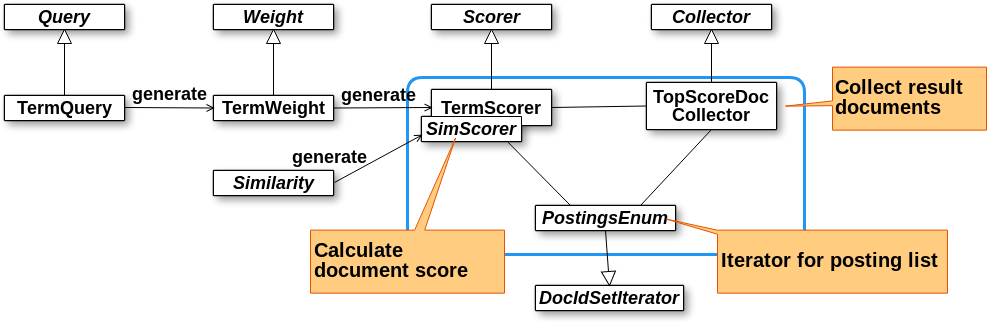 Query
Weight
Scorer
Collector
TermQuery
generate
TermWeight
generate
TermScorer
SimScorer
TopScoreDoc
Collector
Collect result
documents
generate
Similarity
PostingsEnum
Calculate
document score
Iterator for posting list
DocIdSetIterator